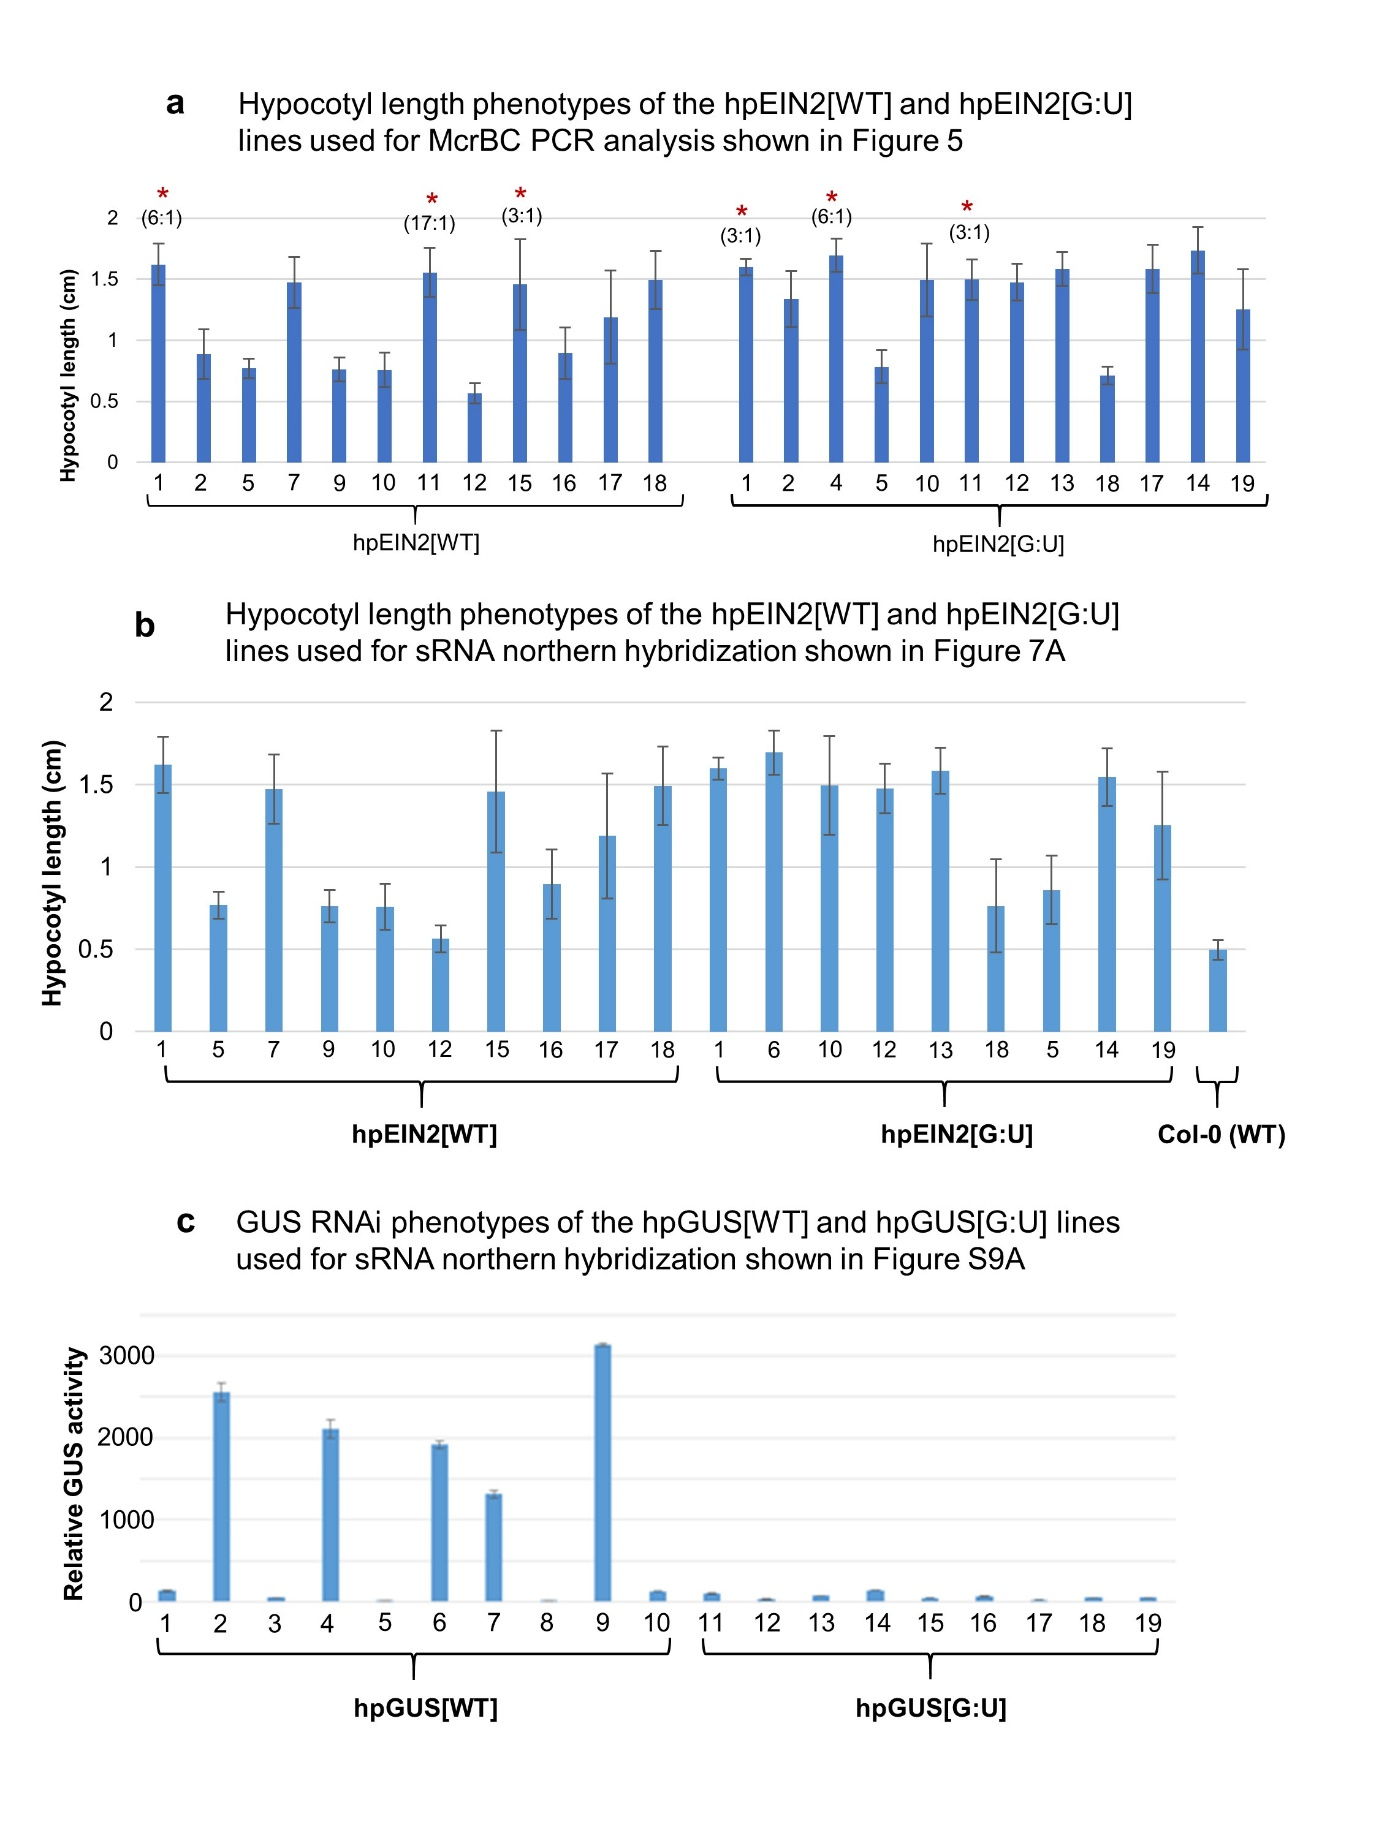 a
Hypocotyl length phenotypes of the hpEIN2[WT] and hpEIN2[G:U]
lines used for McrBC PCR analysis shown in Figure 5
* * * * * *
(6:1) (17:1) (3:1) (3:1) (6:1) (3:1)
Hypocotyl length (cm)
2
1.5
1
0.5
0
1 2 5 7 9 10 11 12 15 16 17 18 1 2 4 5 10 11 12 13 18 17 14 19
hpEIN2[WT] hpEIN2[G:U]
b
Hypocotyl length phenotypes of the hpEIN2[WT] and hpEIN2[G:U]
lines used for sRNA northern hybridization shown in Figure 7A
Hypocotyl length (cm)
2
1.5
1
0.5
0
1 5 7 9 10 12 15 16 17 18 1 6 10 12 13 18 5 14 19
hpEIN2[WT] hpEIN2[G:U] Col-0 (WT)
c
GUS RNAi phenotypes of the hpGUS[WT] and hpGUS[G:U] lines
used for sRNA northern hybridization shown in Figure S9A
Relative GUS activity
3000
2000
1000
0
1 2 3 4 5 6 7 8 9 10 11 12 13 14 15 16 17 18 19
hpGUS[WT] hpGUS[G:U]